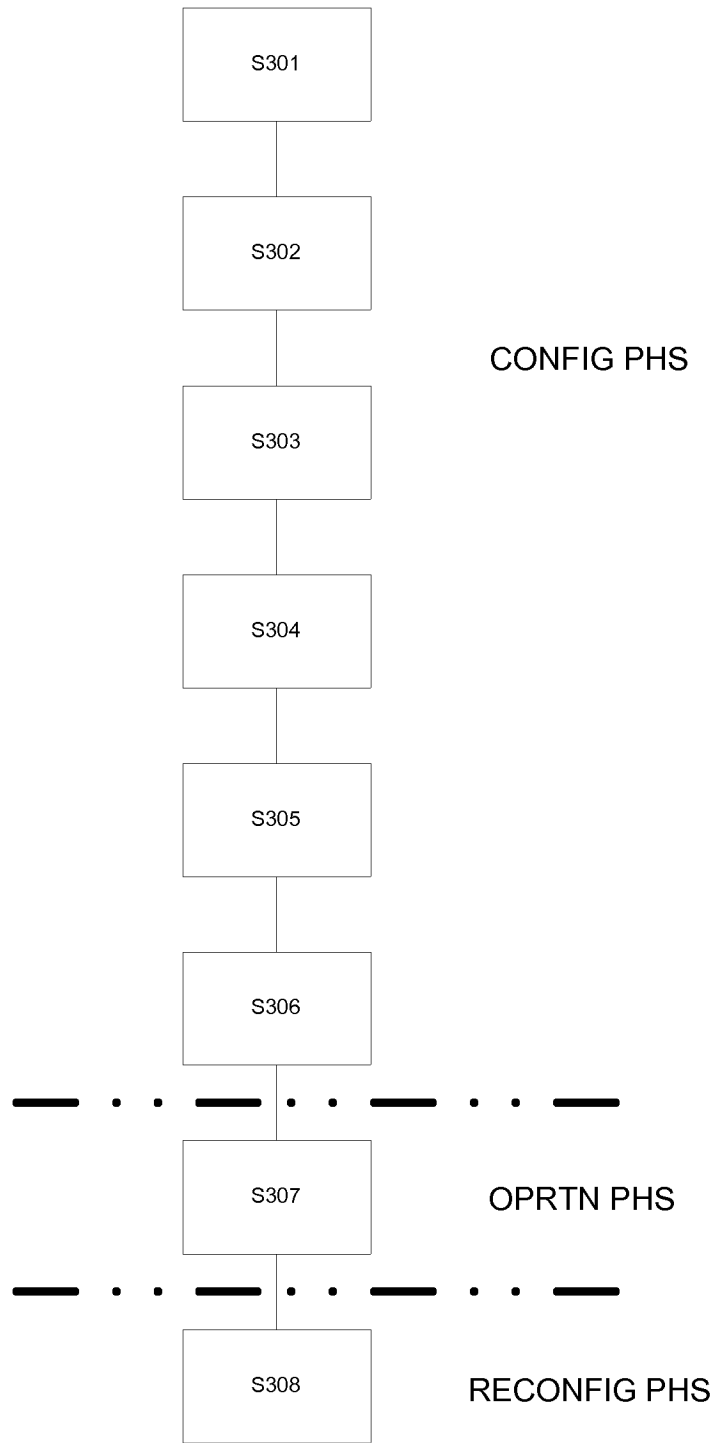 S301
S302
CONFIG PHS
S303
S304
S305
S306
S307
OPRTN PHS
S308
RECONFIG PHS